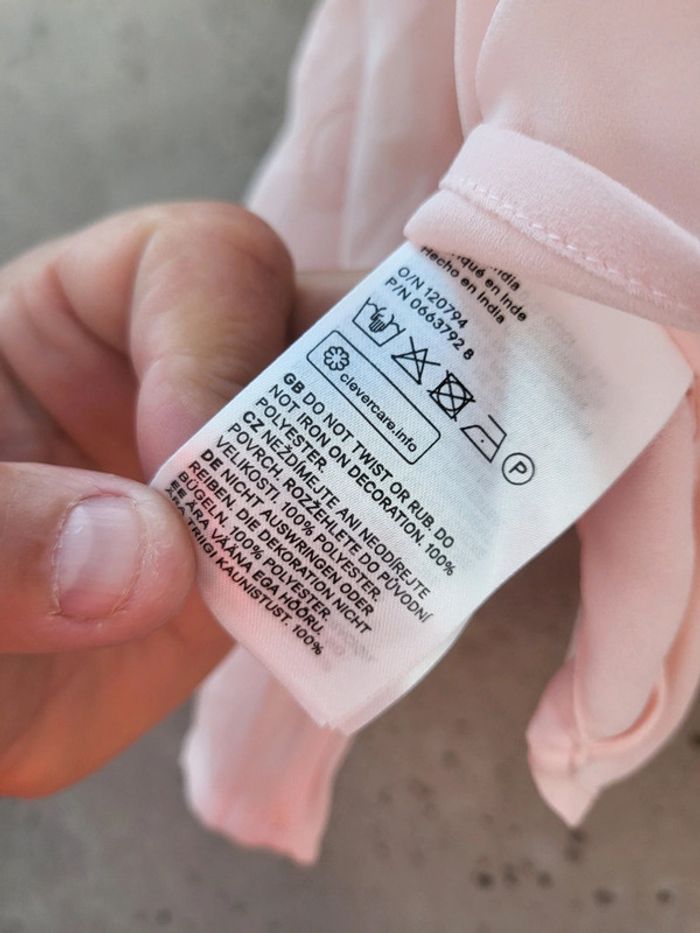 India
en Inde
Hecho en India
O/N 120794
P/N 0663792 8
clevercare.info
P
GB DO NOT TWIST OR RUB. DO
NOT IRON ON DECORATION. 100%
POLYESTER.
CZ NEŽDÍMEJTE ANI NEODÍREJTE
POVRCH. ROZŽEHLETE DO PŮVODNÍ
VELIKOSTI. 100% POLYESTER.
DE NICHT AUSWRINGEN ODER
REIBEN. DIE DEKORATION NICHT
BÜGELN. 100% POLYESTER.
EE ÄRA VÄÄNA EGA HÕÕRU.
TRIIGI KAUNISTUST. 100%